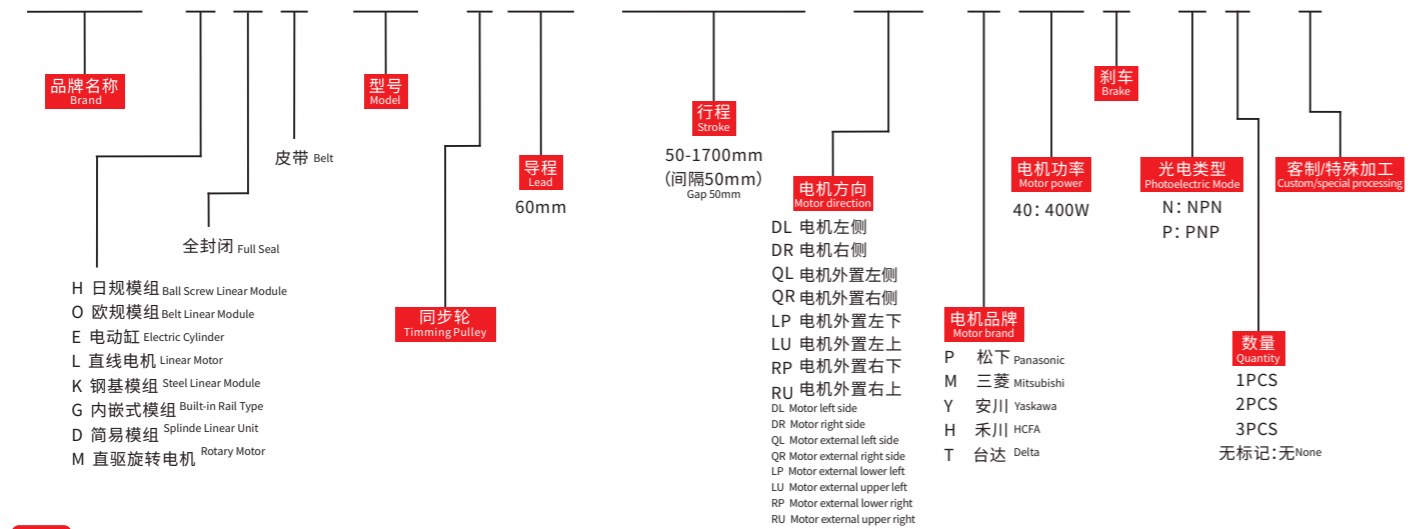 品牌名称
Brand
H 日规模组 Ball Screw Linear Module
O 欧规模组 Belt Linear Module
E 电动缸 Electric Cylinder
L 直线电机 Linear Motor
K 钢基模组 Steel Linear Module
G 内嵌式模组 Built-in Rail Type
D 简易模组 Splinde Linear Unit
M 直驱旋转电机 Rotary Motor
全封闭 Full Seal
皮带 Belt
型号
Model
同步轮
Timming Pulley
导程
Lead
60mm
行程
Stroke
50-1700mm
(间隔50mm)
Gap 50mm
电机方向
Motor direction
DL 电机左侧
DR 电机右侧
QL 电机外置左侧
QR 电机外置右侧
LP 电机外置左下
LU 电机外置左上
RP 电机外置右下
RU 电机外置右上
DL Motor left side
DR Motor right side
QL Motor external left side
QR Motor external right side
LP Motor external lower left
LU Motor external upper left
RP Motor external lower right
RU Motor external upper right
电机品牌
Motor brand
P 松下 Panasonic
M 三菱 Mitsubishi
Y 安川 Yaskawa
H 禾川 HCFA
T 台达 Delta
电机功率
Motor power
40：400W
刹车
Brake
光电类型
Photoelectric Mode
N：NPN
P：PNP
数量
Quantity
1PCS
2PCS
3PCS
无标记：无None
客制/特殊加工
Custom/special processing